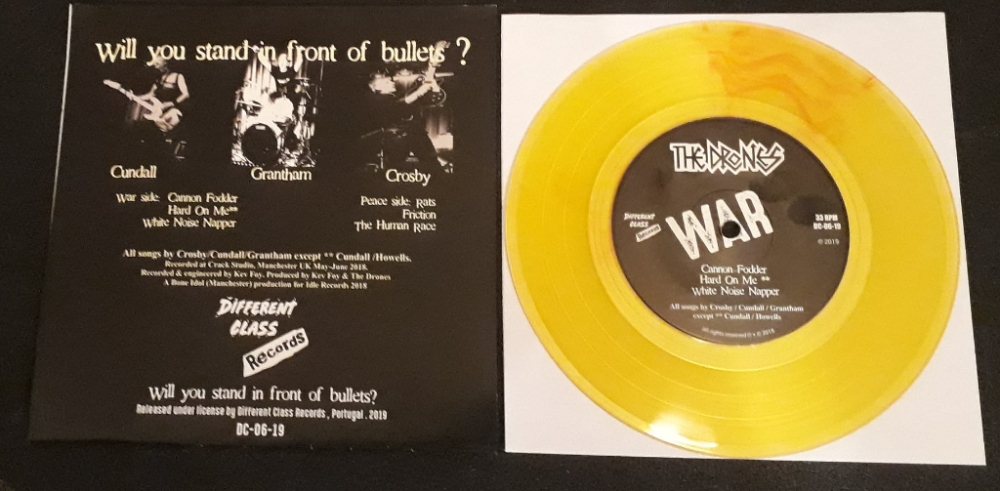 Will you stand in front of bullets ?
Cundall
Grantham
Crosby
War side: Cannon Fodder
Hard On Me**
White Noise Napper
Peace side: Rats
Friction
The Human Race
All songs by Crosby/Cundall/Grantham except ** Cundall /Howells.
Recorded at Crack Studio, Manchester UK May-June 2018.
Recorded & engineered by Kev Foy. Produced by Kev Foy & The Drones
A Bone Idol (Manchester) production for Idle Records 2018
DIFFERENT
CLASS
Records
Will you stand in front of bullets?
Released under license by Different Class Records , Portugal . 2019
DC-06-19
THE DRONES
WAR
DIFFERENT
CLASS
Records
33 RPM
DC-06-19
© 2019
Cannon Fodder
Hard On Me **
White Noise Napper
All songs by Crosby / Cundall / Grantham
except ** Cundall / Howells